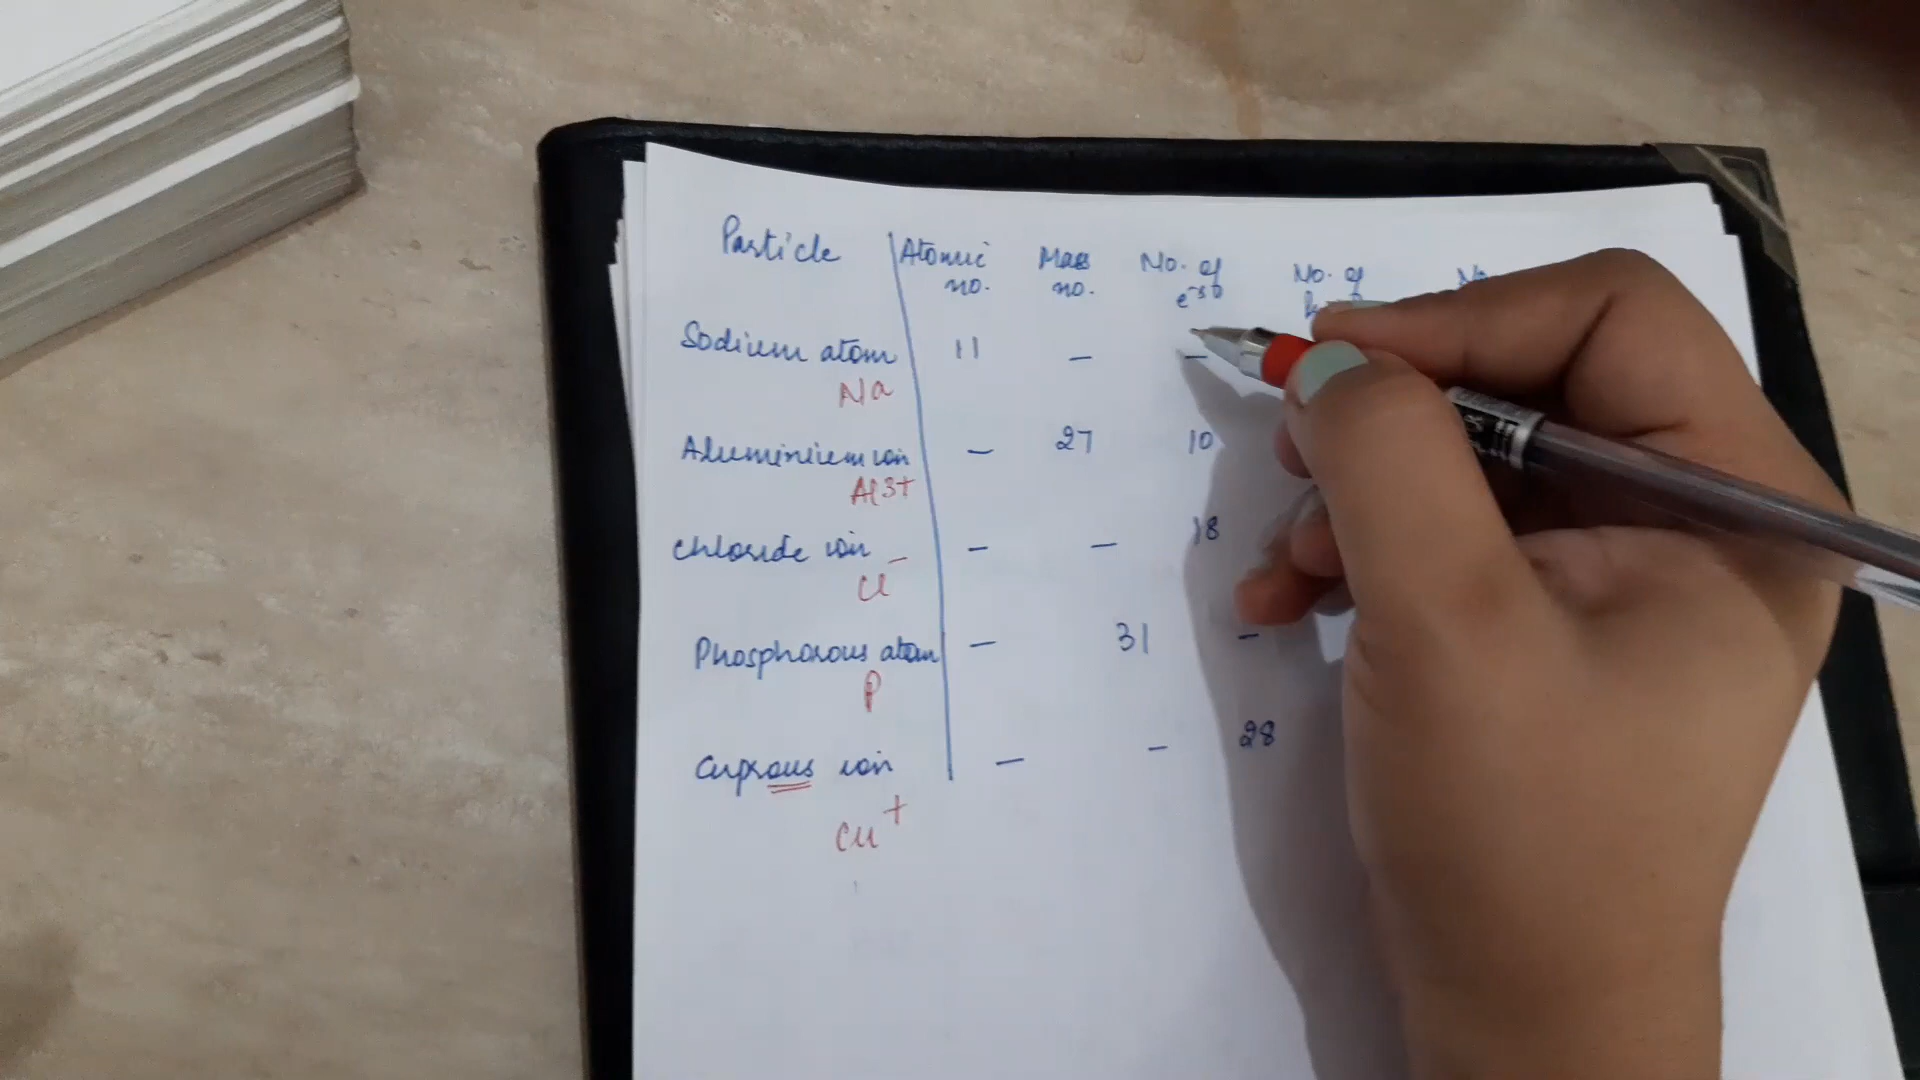 Particle Atomic no. Mass no. No. of e⁻s No. of
Sodium atom 11 — —
Na
Aluminium ion — 27 10
Al3+
Chloride ion — — 18
Cl⁻
Phosphorous atom — 31 —
P
Cuprous ion — — 28
Cu⁺